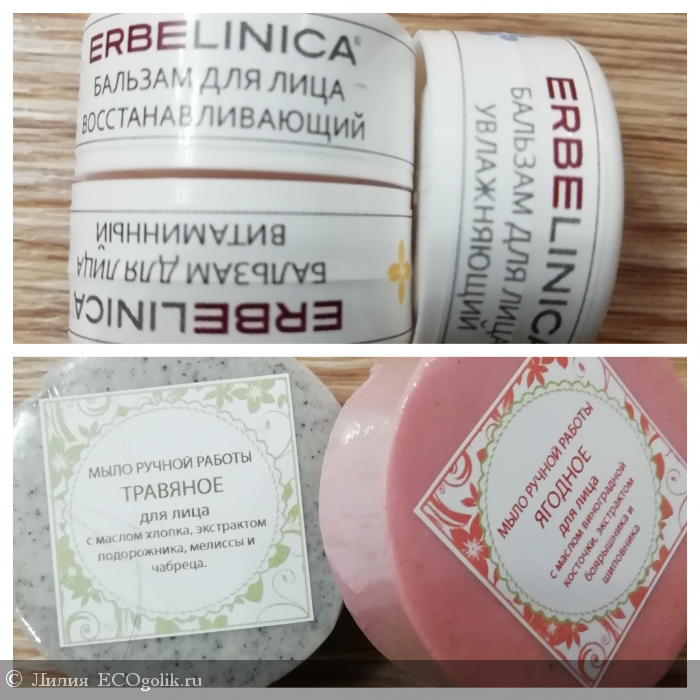 ERBELINICA®
БАЛЬЗАМ ДЛЯ ЛИЦА
ВОССТАНАВЛИВАЮЩИЙ
ERBELINICA
БАЛЬЗАМ ДЛЯ ЛИЦА
ВИТАМИННЫЙ
ERBELINICA
БАЛЬЗАМ ДЛЯ ЛИЦА
УВЛАЖНЯЮЩИЙ
МЫЛО РУЧНОЙ РАБОТЫ
ТРАВЯНОЕ
для лица
с маслом хлопка, экстрактом
подорожника, мелиссы и
чабреца.
МЫЛО РУЧНОЙ РАБОТЫ
ЯГОДНОЕ
для лица
с маслом виноградной
косточки, экстрактом
боярышника и
шиповника
© Лилия ECOgolik.ru